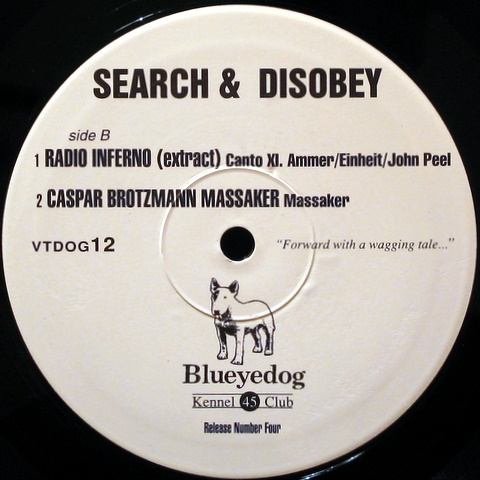 SEARCH & DISOBEY
side B
1 RADIO INFERNO (extract) Canto XI. Ammer/Einheit/John Peel
2 CASPAR BROTZMANN MASSAKER Massaker
VTDOG12
"Forward with a wagging tale..."
Blueyedog
Kennel 45 Club
Release Number Four